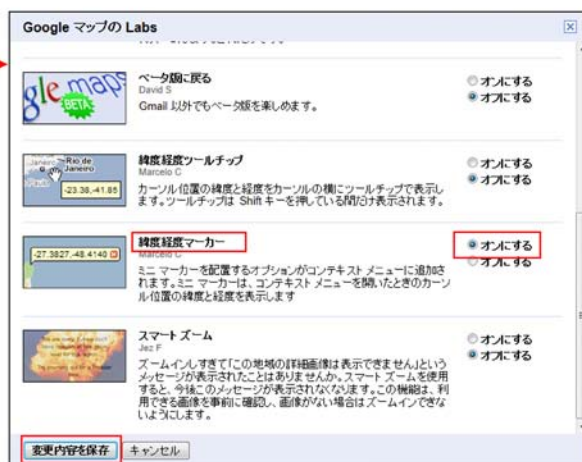 Google マップの Labs
gle maps
BETA
ベータ版に戻る
David S
Gmail 以外でもベータ版を楽しめます。
オンにする
オフにする
Rio de
Janeiro
-23.38,-41.85
緯度経度ツールチップ
Marcelo C
カーソル位置の緯度と経度をカーソルの横にツールチップで表示し
ます。ツールチップは Shift キーを押している間だけ表示されます。
オンにする
オフにする
-27.3827,-48.4140
緯度経度マーカー
Marcelo C
ミニ マーカーを配置するオプションがコンテキスト メニューに追加さ
れます。ミニ マーカーは、コンテキスト メニューを開いたときのカーソ
ル位置の緯度と経度を表示します
オンにする
オフにする
スマート ズーム
Jez F
ズームインしすぎて「この地域の詳細画像は表示できません」という
メッセージが表示されたことはありませんか。スマート ズームを使用
すると、今後このメッセージが表示されなくなります。この機能は、利
用できる画像を事前に確認し、画像がない場合はズームインできな
いようにします。
オンにする
オフにする
変更内容を保存
キャンセル